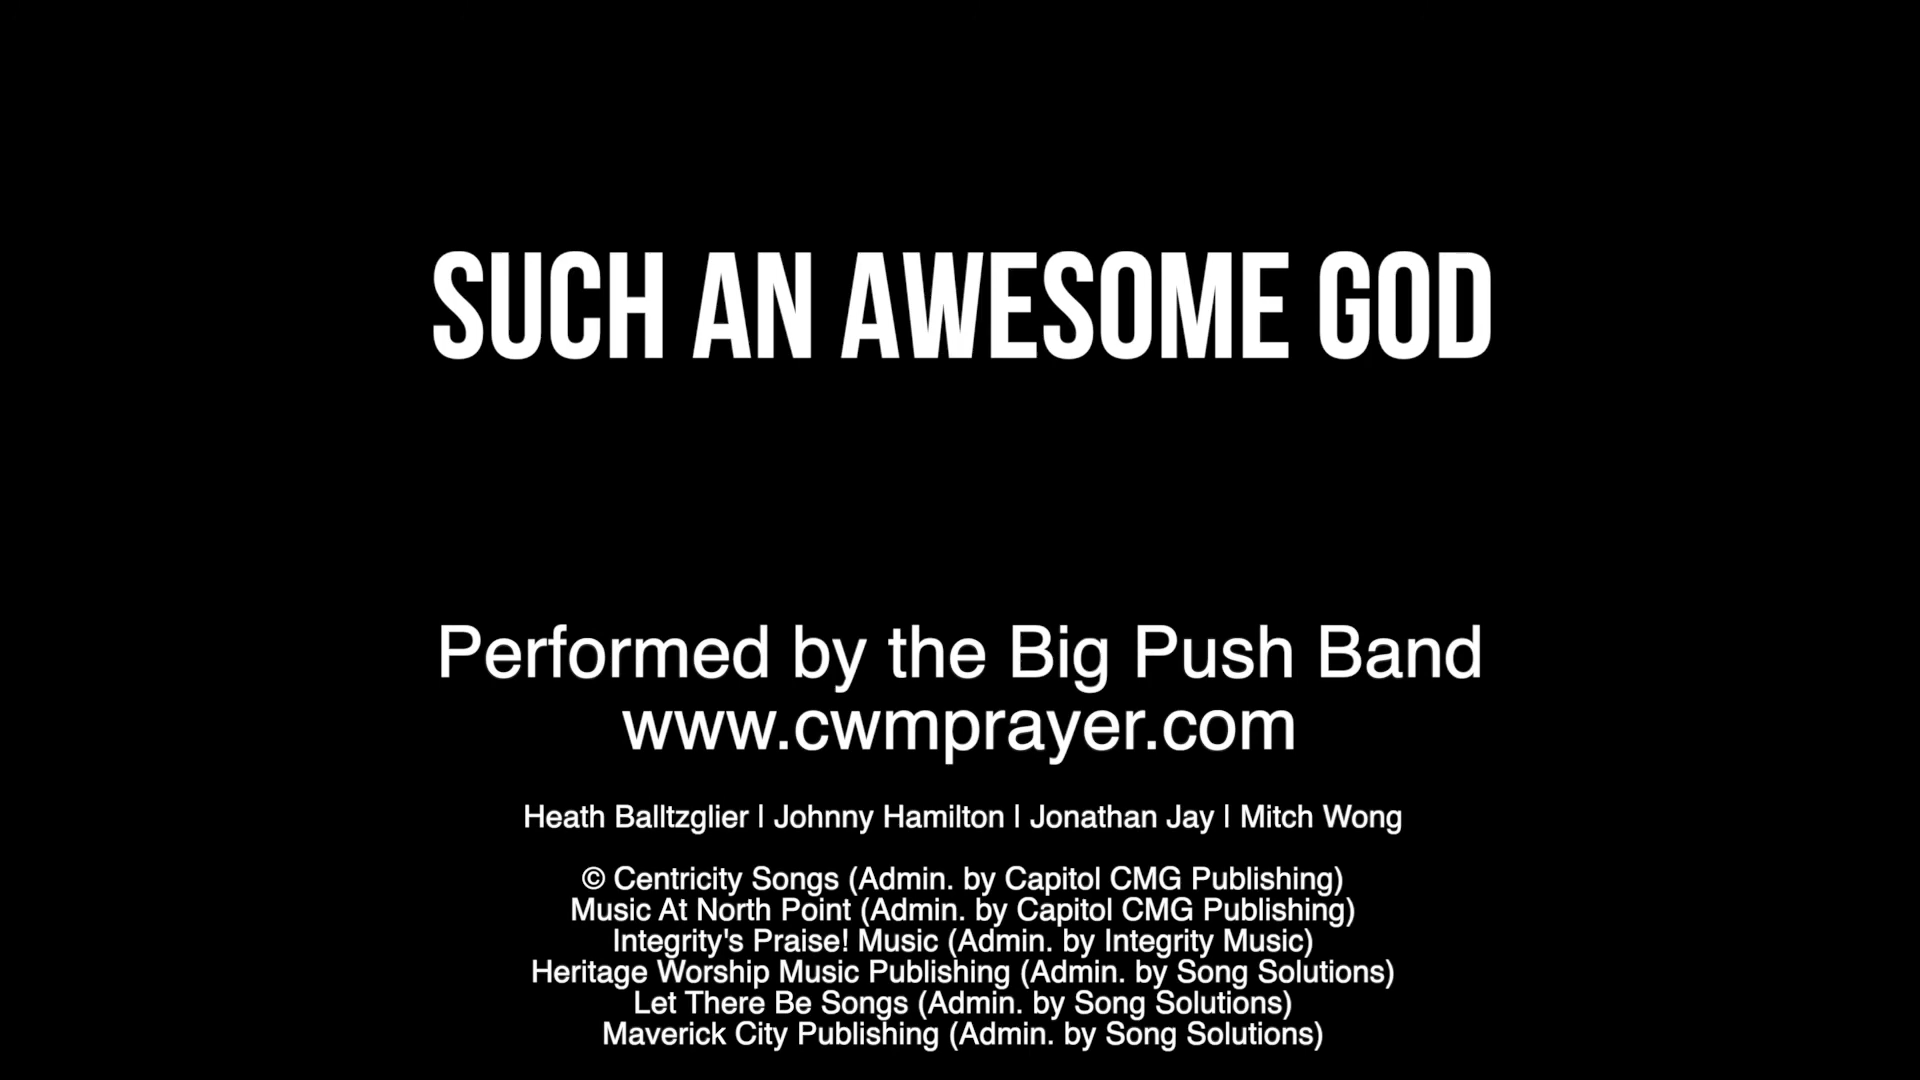 SUCH AN AWESOME GOD
Performed by the Big Push Band
www.cwmprayer.com
Heath Balltzglier | Johnny Hamilton | Jonathan Jay | Mitch Wong
© Centricity Songs (Admin. by Capitol CMG Publishing)
Music At North Point (Admin. by Capitol CMG Publishing)
Integrity's Praise! Music (Admin. by Integrity Music)
Heritage Worship Music Publishing (Admin. by Song Solutions)
Let There Be Songs (Admin. by Song Solutions)
Maverick City Publishing (Admin. by Song Solutions)